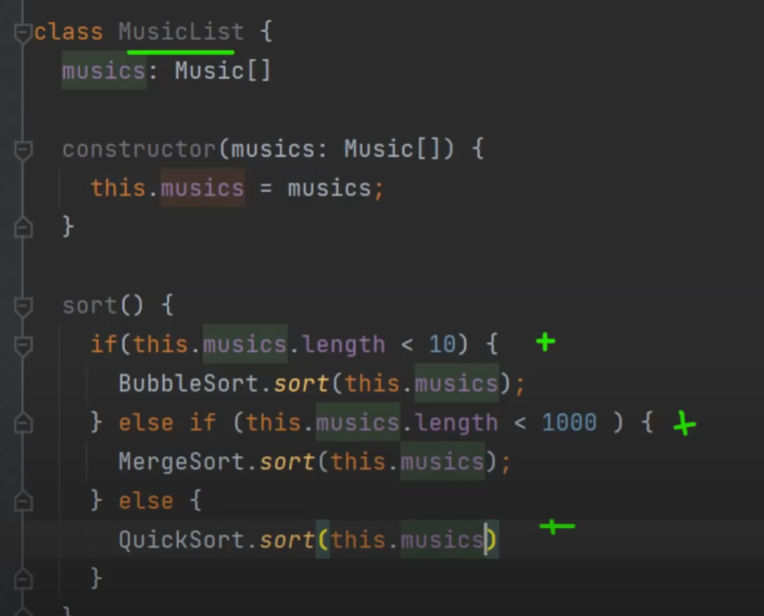 class MusicList {
musics: Music[]
constructor(musics: Music[]) {
this.musics = musics;
}
sort() {
if(this.musics.length < 10) {
BubbleSort.sort(this.musics);
} else if (this.musics.length < 1000 ) {
MergeSort.sort(this.musics);
} else {
QuickSort.sort(this.musics)
}
}